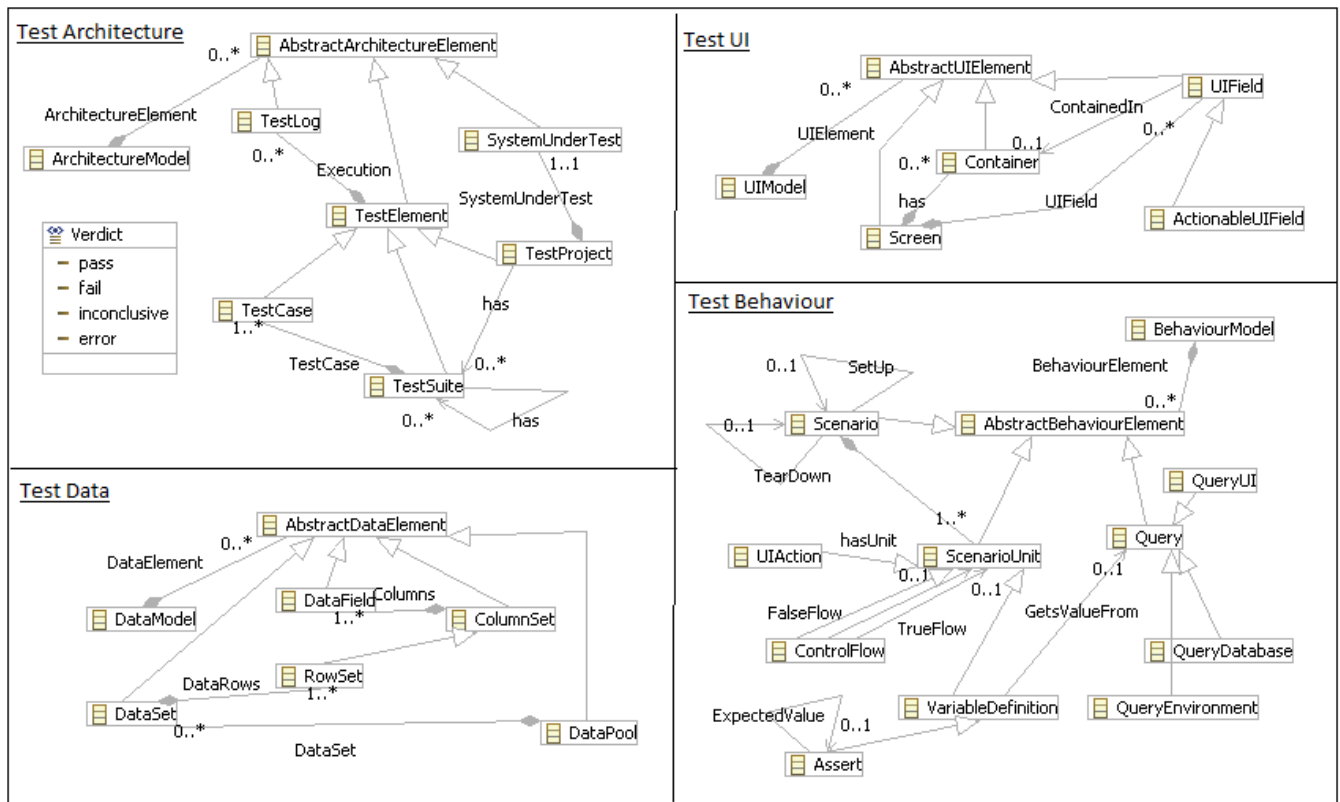 Test Architecture
AbstractArchitectureElement
0..*
ArchitectureElement
TestLog
0..*
SystemUnderTest
1..1
ArchitectureModel
Execution
SystemUnderTest
TestElement
Verdict
pass
fail
inconclusive
error
TestProject
has
TestCase
1..*
TestCase
0..*
TestSuite
0..*
has
Test UI
AbstractUIElement
0..*
UIField
ContainedIn
0..*
UIElement
0..1
0..*
Container
UIModel
has
UIField
ActionableUIField
Screen
Test Data
AbstractDataElement
0..*
DataElement
DataField
Columns
1..*
DataModel
ColumnSet
RowSet
DataRows
1..*
DataSet
0..*
DataPool
DataSet
Test Behaviour
BehaviourModel
0..1
SetUp
BehaviourElement
0..*
0..1
Scenario
AbstractBehaviourElement
TearDown
QueryUI
1..*
hasUnit
Query
UIAction
ScenarioUnit
0..1
0..1
0..1
FalseFlow
TrueFlow
GetsValueFrom
ControlFlow
QueryDatabase
ExpectedValue
0..1
VariableDefinition
QueryEnvironment
Assert